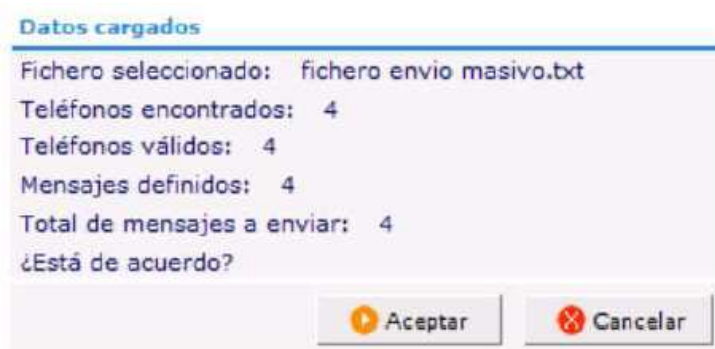 Datos cargados
Fichero seleccionado: fichero envio masivo.txt
Teléfonos encontrados: 4
Teléfonos válidos: 4
Mensajes definidos: 4
Total de mensajes a enviar: 4
¿Está de acuerdo?
Aceptar Cancelar